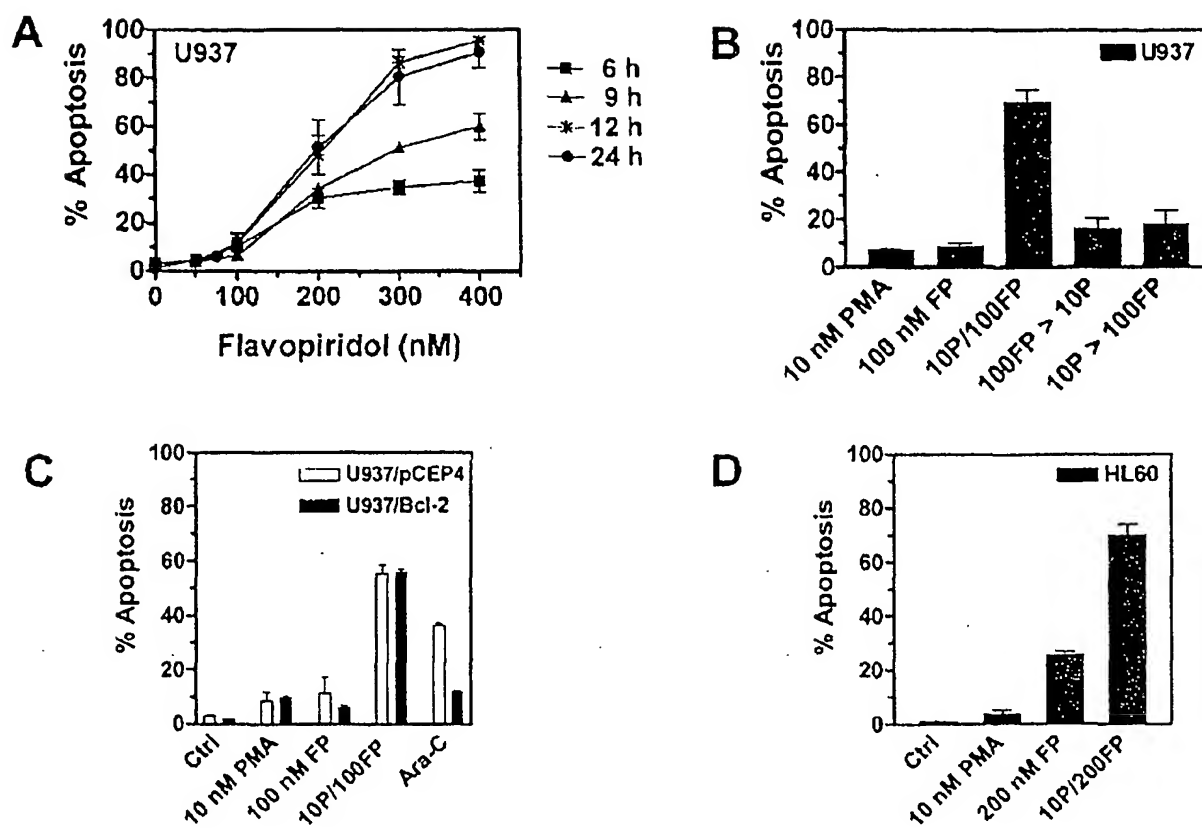 A
U937
% Apoptosis
100
80
60
40
20
0
0 100 200 300 400
Flavopiridol (nM)
6 h
9 h
12 h
24 h
B
U937
% Apoptosis
100
80
60
40
20
0
10 nM PMA
100 nM FP
10P/100FP
100FP > 10P
10P > 100FP
C
U937/pCEP4
U937/Bcl-2
% Apoptosis
100
80
60
40
20
0
Ctrl
10 nM PMA
100 nM FP
10P/100FP
Ara-C
D
HL60
% Apoptosis
100
80
60
40
20
0
Ctrl
10 nM PMA
200 nM FP
10P/200FP